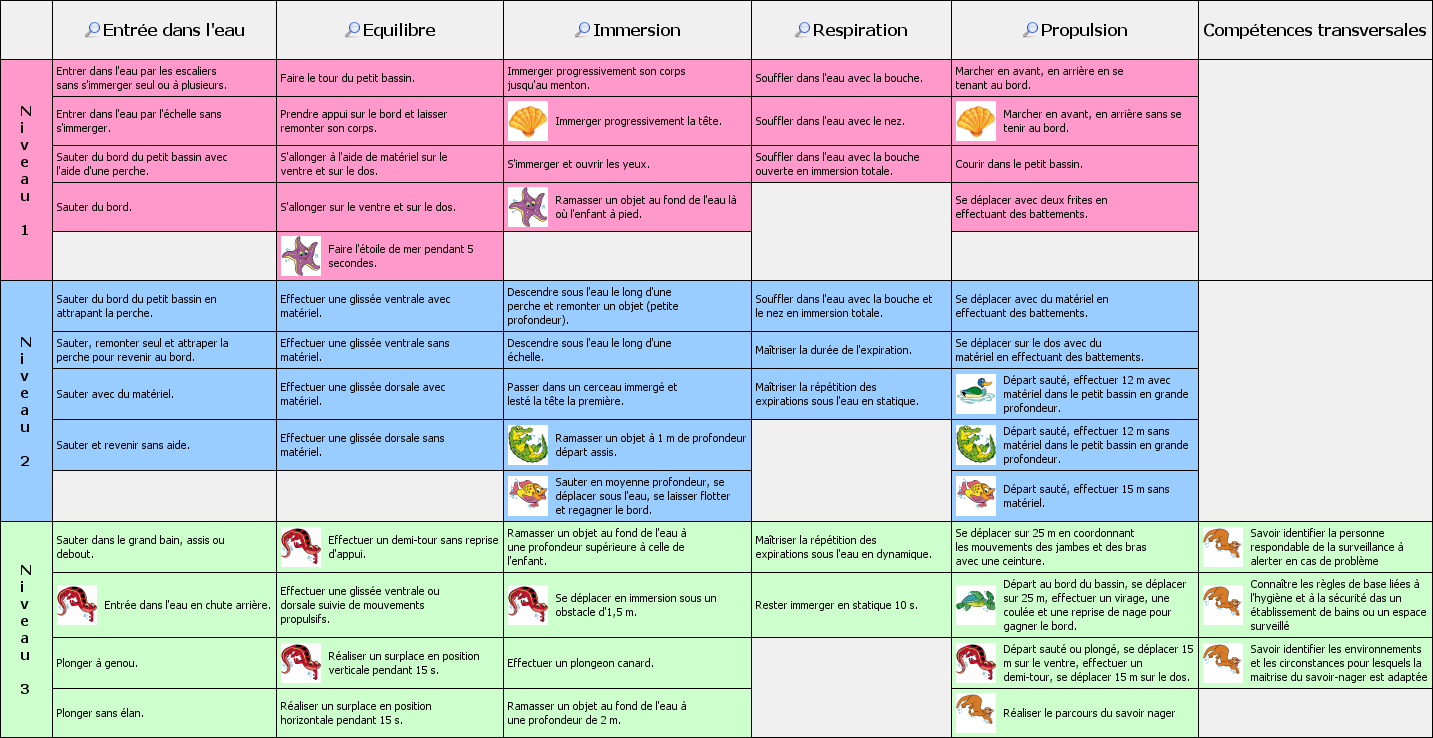 Entrée dans l'eau
Equilibre
Immersion
Respiration
Propulsion
Compétences transversales
Niveau 1
Entrer dans l'eau par les escaliers
sans s'immerger seul ou à plusieurs.
Faire le tour du petit bassin.
Immerger progressivement son corps
jusqu'au menton.
Souffler dans l'eau avec la bouche.
Marcher en avant, en arrière en se
tenant au bord.
Entrer dans l'eau par l'échelle sans
s'immerger.
Prendre appui sur le bord et laisser
remonter son corps.
Immerger progressivement la tête.
Souffler dans l'eau avec le nez.
Marcher en avant, en arrière sans se
tenir au bord.
Sauter du bord du petit bassin avec
l'aide d'une perche.
S'allonger à l'aide de matériel sur le
ventre et sur le dos.
S'immerger et ouvrir les yeux.
Souffler dans l'eau avec la bouche
ouverte en immersion totale.
Courir dans le petit bassin.
Sauter du bord.
S'allonger sur le ventre et sur le dos.
Ramasser un objet au fond de l'eau là
où l'enfant à pied.
Se déplacer avec deux frites en
effectuant des battements.
Faire l'étoile de mer pendant 5
secondes.
Niveau 2
Sauter du bord du petit bassin en
attrapant la perche.
Effectuer une glissée ventrale avec
matériel.
Descendre sous l'eau le long d'une
perche et remonter un objet (petite
profondeur).
Souffler dans l'eau avec la bouche et
le nez en immersion totale.
Se déplacer avec du matériel en
effectuant des battements.
Sauter, remonter seul et attraper la
perche pour revenir au bord.
Effectuer une glissée ventrale sans
matériel.
Descendre sous l'eau le long d'une
échelle.
Maîtriser la durée de l'expiration.
Se déplacer sur le dos avec du
matériel en effectuant des battements.
Sauter avec du matériel.
Effectuer une glissée dorsale avec
matériel.
Passer dans un cerceau immergé et
lesté la tête la première.
Maîtriser la répétition des
expirations sous l'eau en statique.
Départ sauté, effectuer 12 m avec
matériel dans le petit bassin en grande
profondeur.
Sauter et revenir sans aide.
Effectuer une glissée dorsale sans
matériel.
Ramasser un objet à 1 m de profondeur
départ assis.
Départ sauté, effectuer 12 m sans
matériel dans le petit bassin en grande
profondeur.
Sauter en moyenne profondeur, se
déplacer sous l'eau, se laisser flotter
et regagner le bord.
Départ sauté, effectuer 15 m sans
matériel.
Niveau 3
Sauter dans le grand bain, assis ou
debout.
Effectuer un demi-tour sans reprise
d'appui.
Ramasser un objet au fond de l'eau à
une profondeur supérieure à celle de
l'enfant.
Maîtriser la répétition des
expirations sous l'eau en dynamique.
Se déplacer sur 25 m en coordonnant
les mouvements des jambes et des bras
avec une ceinture.
Savoir identifier la personne
respondable de la surveillance à
alerter en cas de problème
Entrée dans l'eau en chute arrière.
Effectuer une glissée ventrale ou
dorsale suivie de mouvements
propulsifs.
Se déplacer en immersion sous un
obstacle d'1,5 m.
Rester immerger en statique 10 s.
Départ au bord du bassin, se déplacer
sur 25 m, effectuer un virage, une
coulée et une reprise de nage pour
gagner le bord.
Connaître les règles de base liées à
l'hygiène et à la sécurité das un
établissement de bains ou un espace
surveillé
Plonger à genou.
Réaliser un surplace en position
verticale pendant 15 s.
Effectuer un plongeon canard.
Départ sauté ou plongé, se déplacer 15
m sur le ventre, effectuer un
demi-tour, se déplacer 15 m sur le dos.
Savoir identifier les environnements
et les circonstances pour lesquels la
maitrise du savoir-nager est adaptée
Plonger sans élan.
Réaliser un surplace en position
horizontale pendant 15 s.
Ramasser un objet au fond de l'eau à
une profondeur de 2 m.
Réaliser le parcours du savoir nager